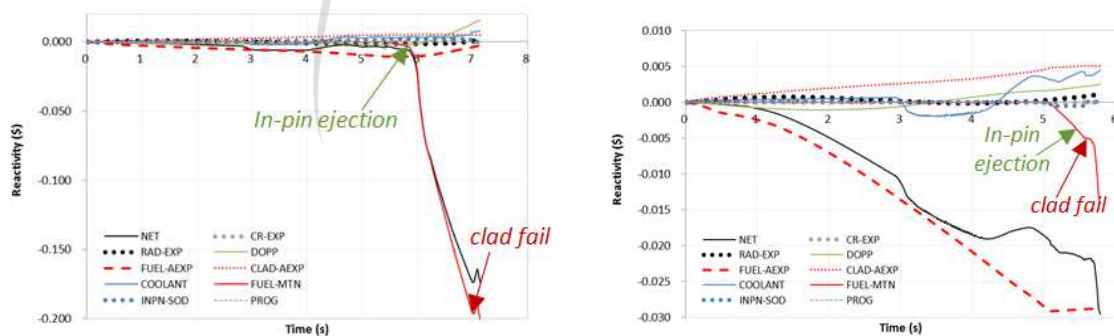 0.000
-0.050
-0.100
-0.150
-0.200
0 1 2 3 4 5 6 7 8
Reactivity ($)
Time (s)
In-pin ejection
clad fail
NET
CR-EXP
RAD-EXP
DOPP
FUEL-AEXP
CLAD-AEXP
COOLANT
FUEL-MTN
INPN-SOD
PROG
0.010
0.005
0.000
-0.005
-0.010
-0.015
-0.020
-0.025
-0.030
0 1 2 3 4 5 6
Reactivity ($)
Time (s)
In-pin
ejection
clad fail
NET
CR-EXP
RAD-EXP
DOPP
FUEL-AEXP
CLAD-AEXP
COOLANT
FUEL-MTN
INPN-SOD
PROG